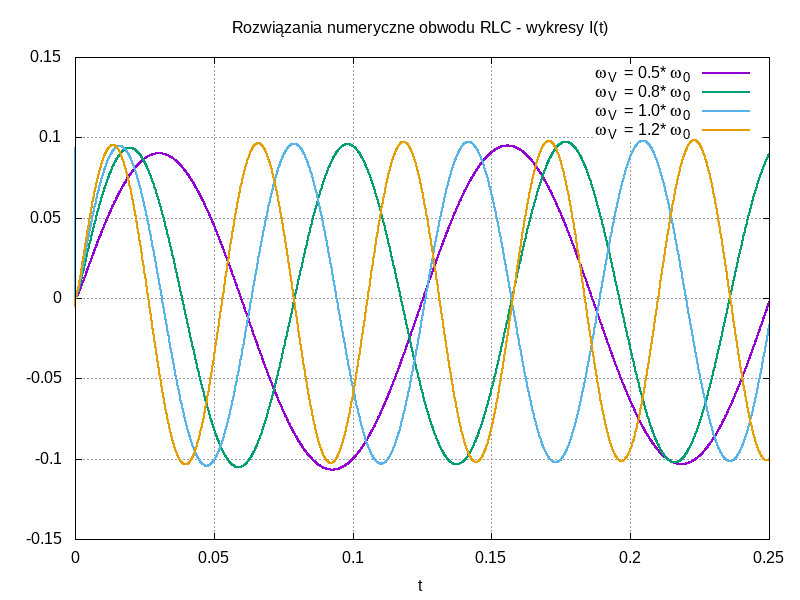 Rozwiązania numeryczne obwodu RLC - wykresy I(t)
0.15
0.1
0.05
0
-0.05
-0.1
-0.15
ωV = 0.5* ω0
ωV = 0.8* ω0
ωV = 1.0* ω0
ωV = 1.2* ω0
0 0.05 0.1 0.15 0.2 0.25
t